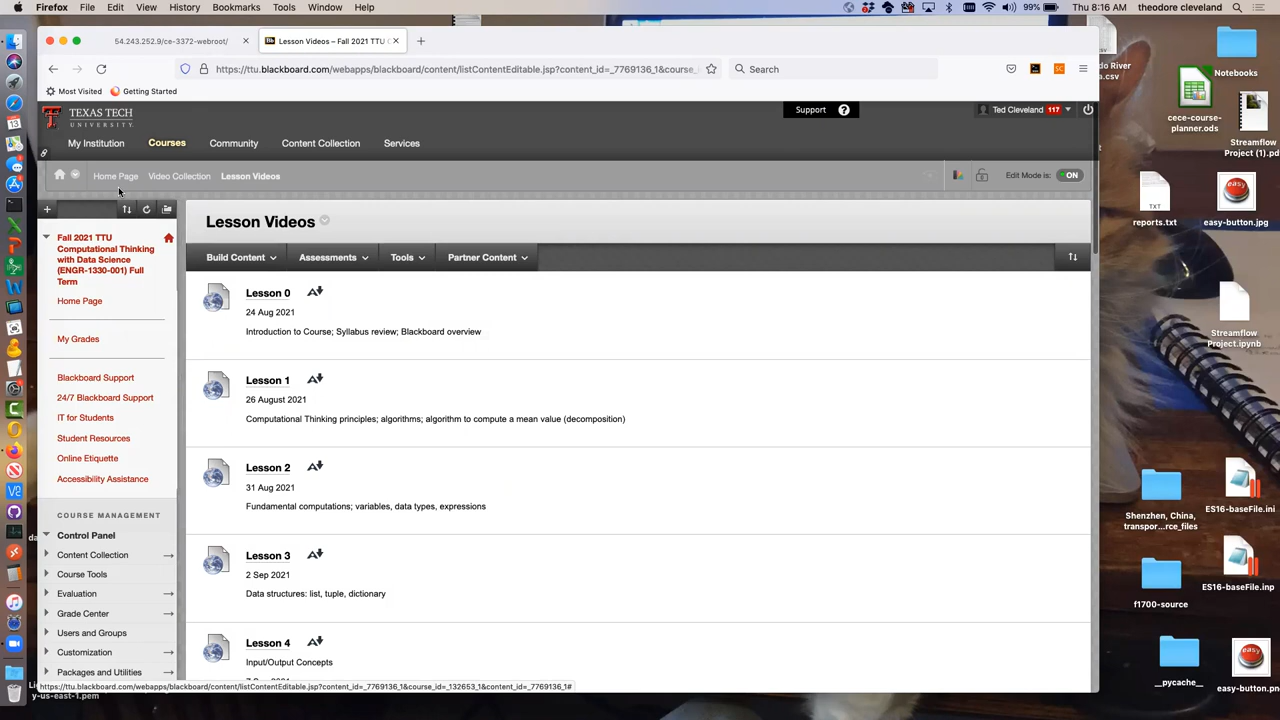 Firefox File Edit View History Bookmarks Tools Window Help 99% Thu 8:16 AM theodore cleveland
54.243.252.9/ce-3372-webroot/
Lesson Videos – Fall 2021 TTU C
https://ttu.blackboard.com/webapps/blackboard/content/listContentEditable.jsp?content_id=_7769136_1&course_
Search
Most Visited Getting Started
TEXAS TECH
UNIVERSITY.
Support
Ted Cleveland 117
My Institution Courses Community Content Collection Services
Home Page Video Collection Lesson Videos
Edit Mode is: ON
Fall 2021 TTU
Computational Thinking
with Data Science
(ENGR-1330-001) Full
Term
Home Page
My Grades
Blackboard Support
24/7 Blackboard Support
IT for Students
Student Resources
Online Etiquette
Accessibility Assistance
COURSE MANAGEMENT
Control Panel
Content Collection
Course Tools
Evaluation
Grade Center
Users and Groups
Customization
Packages and Utilities
Lesson Videos
Build Content Assessments Tools Partner Content
Lesson 0
24 Aug 2021
Introduction to Course; Syllabus review; Blackboard overview
Lesson 1
26 August 2021
Computational Thinking principles; algorithms; algorithm to compute a mean value (decomposition)
Lesson 2
31 Aug 2021
Fundamental computations; variables, data types, expressions
Lesson 3
2 Sep 2021
Data structures: list, tuple, dictionary
Lesson 4
Input/Output Concepts
https://ttu.blackboard.com/webapps/blackboard/content/listContentEditable.jsp?content_id=_7769136_1&course_id=_132653_1&content_id=_7769136_1#
y-us-east-1.pem
do River
a.csv
Notebooks
cece-course-
planner.ods
Streamflow
Project (1).pd
TXT
reports.txt
easy-button.jpg
Streamflow
Project.ipynb
Shenzhen, China,
transpor...rce_files
ES16-baseFile.ini
f1700-source
ES16-baseFile.inp
__pycache__
easy-button.pn